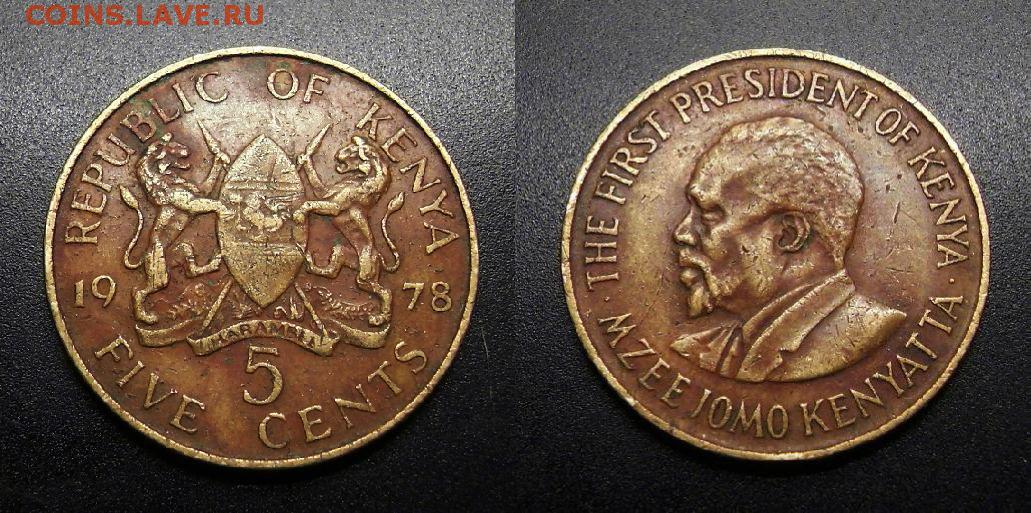 COINS.LAVE.RU
REPUBLIC OF KENYA
19 78
HARAMBEE
5
FIVE CENTS
THE FIRST PRESIDENT OF KENYA
MZEE JOMO KENYATTA